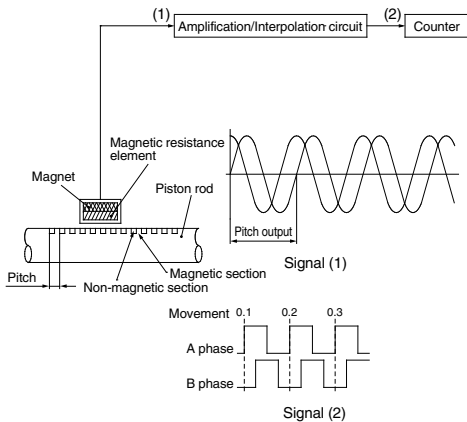 (1)
Amplification/Interpolation circuit
(2)
Counter
Magnetic resistance
element
Magnet
Piston rod
Pitch
Magnetic section
Non-magnetic section
Pitch output
Signal (1)
Movement 0.1 0.2 0.3
A phase
B phase
Signal (2)